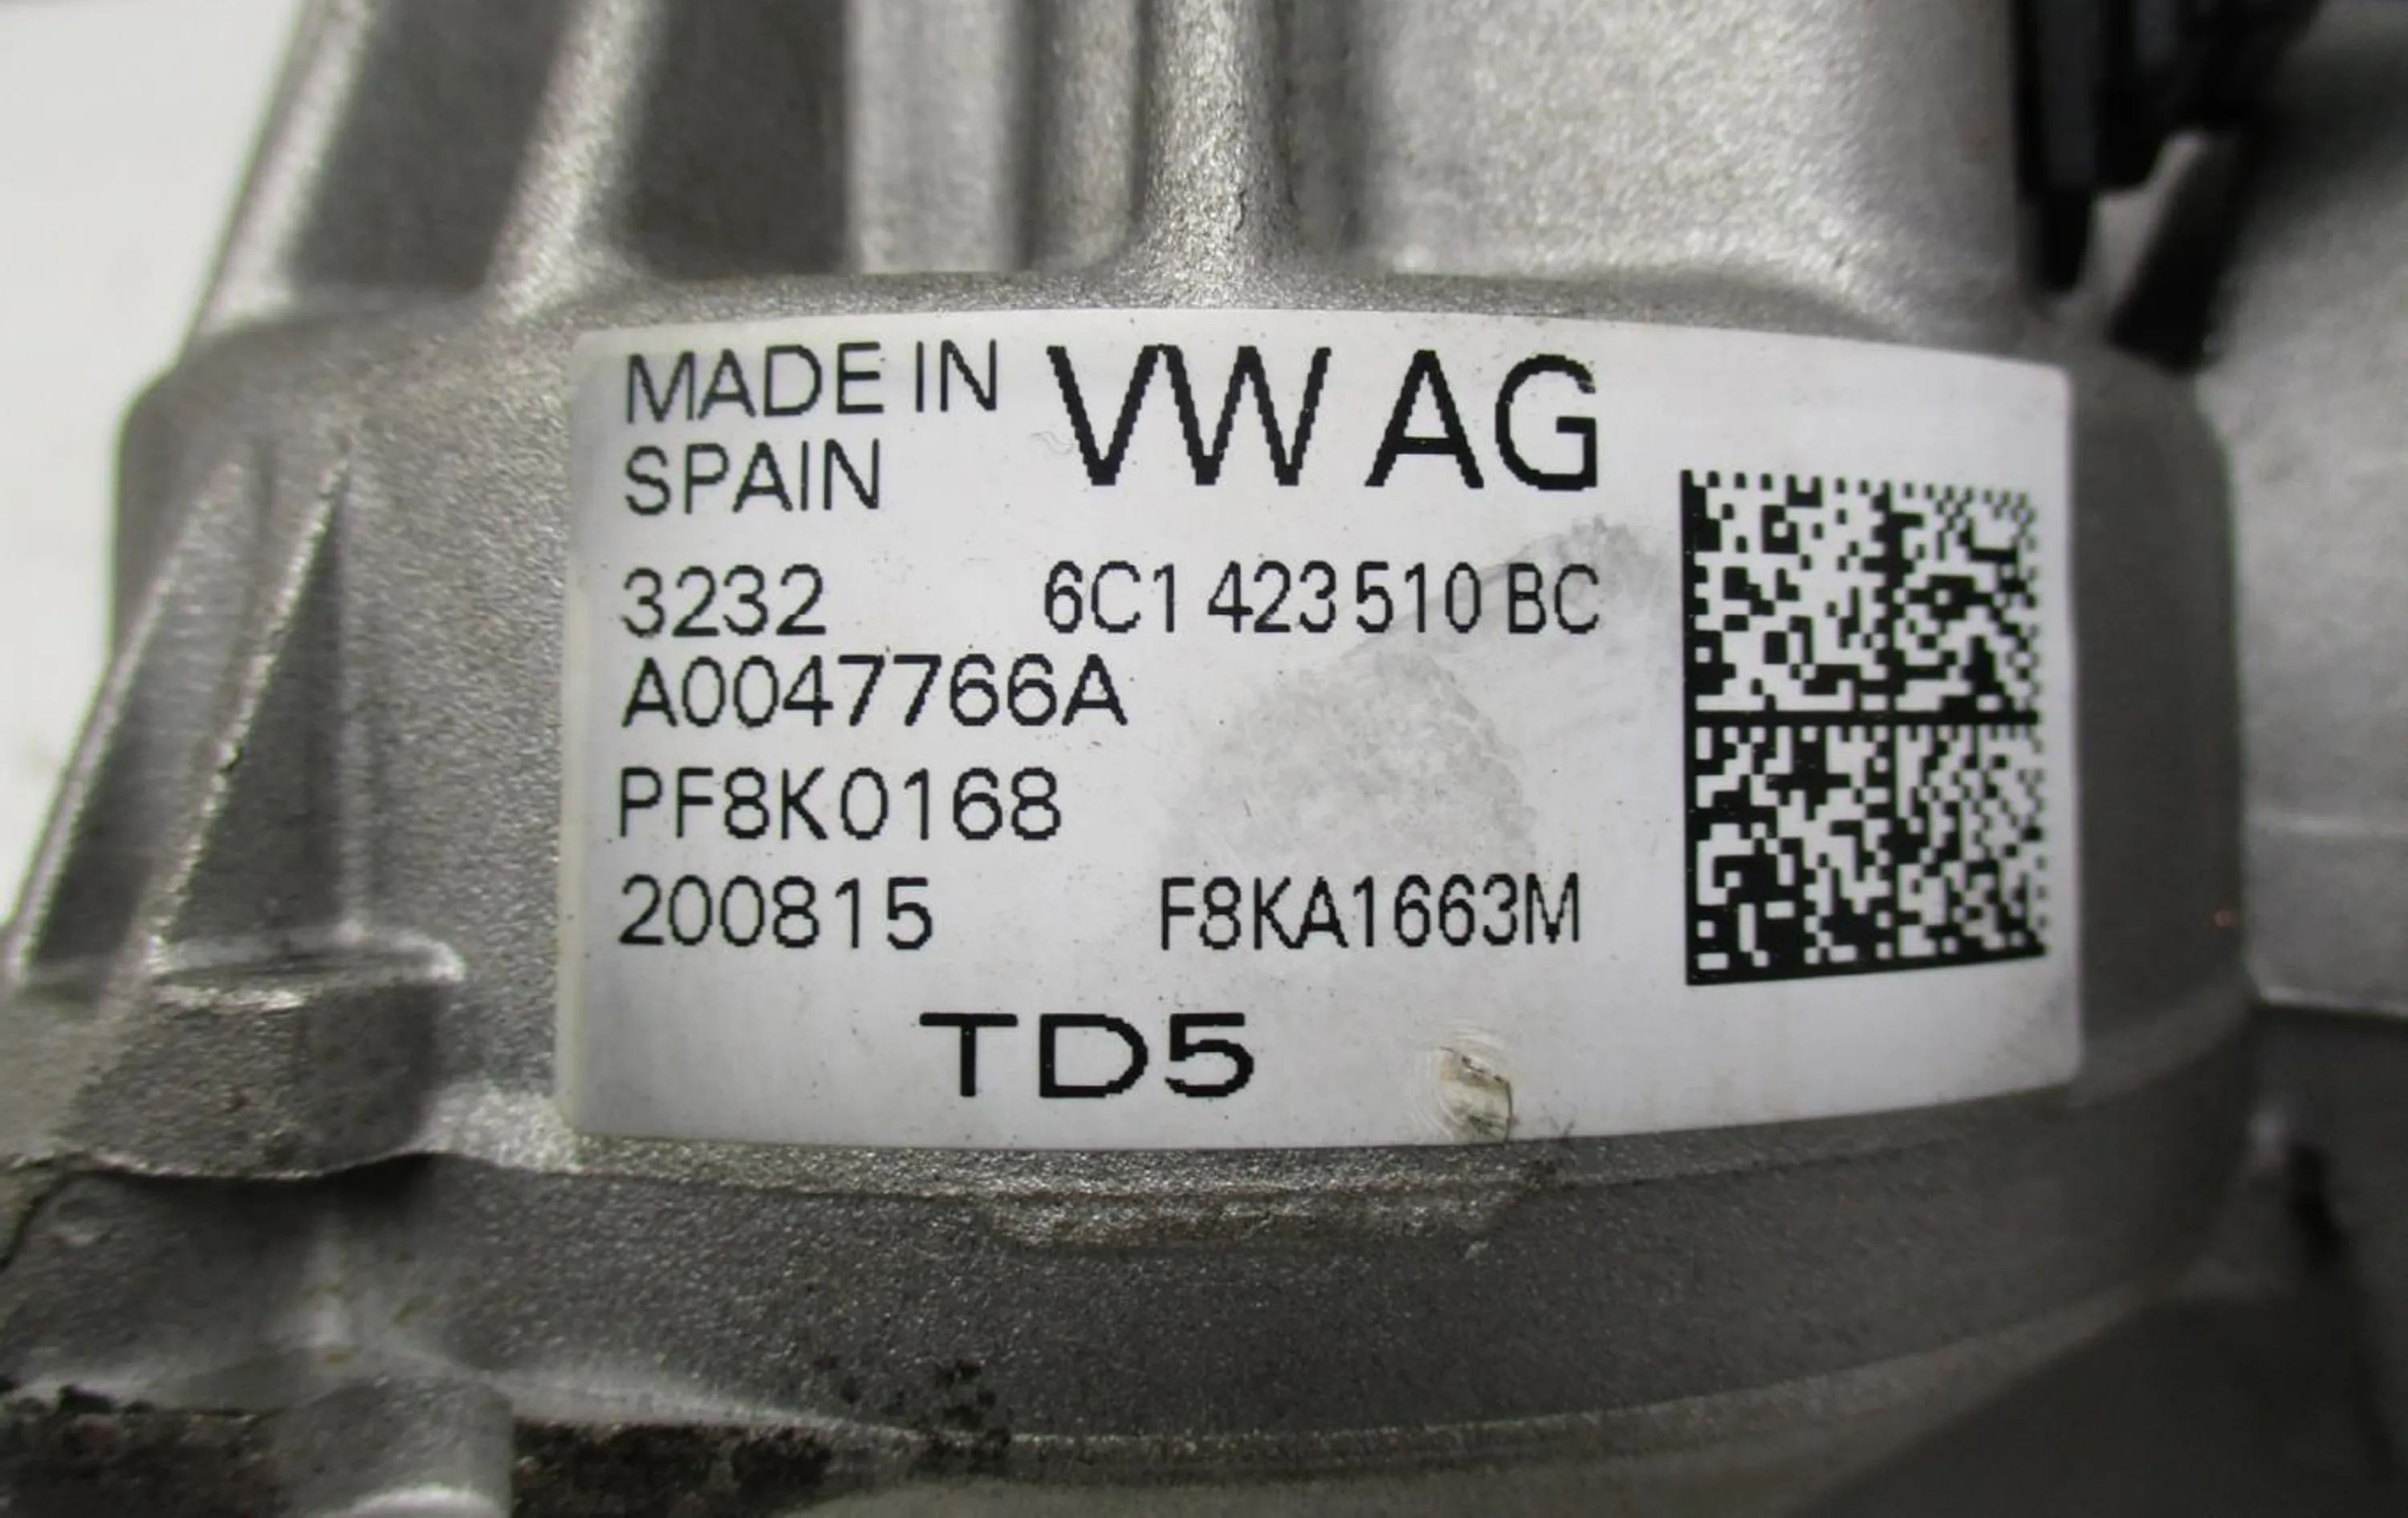 MADE IN VW AG
SPAIN
3232 6C1 423 510 BC
A0047766A
PF8K0168
200815 F8KA1663M
TD5